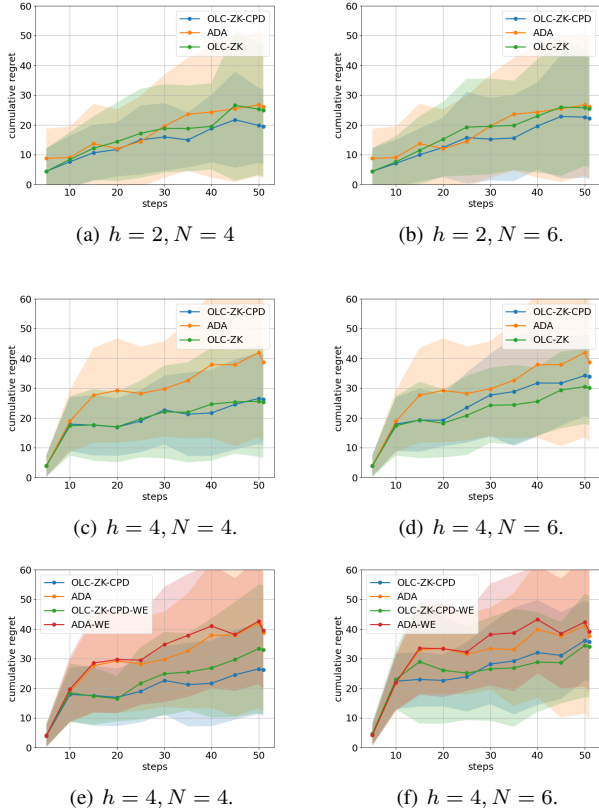 OLC-ZK-CPD
ADA
OLC-ZK
cumulative regret
60
50
40
30
20
10
0
10 20 30 40 50
steps
(a) h = 2, N = 4
OLC-ZK-CPD
ADA
OLC-ZK
cumulative regret
60
50
40
30
20
10
0
10 20 30 40 50
steps
(b) h = 2, N = 6.
OLC-ZK-CPD
ADA
OLC-ZK
cumulative regret
60
50
40
30
20
10
0
10 20 30 40 50
steps
(c) h = 4, N = 4.
OLC-ZK-CPD
ADA
OLC-ZK
cumulative regret
60
50
40
30
20
10
0
10 20 30 40 50
steps
(d) h = 4, N = 6.
OLC-ZK-CPD
ADA
OLC-ZK-CPD-WE
ADA-WE
cumulative regret
60
50
40
30
20
10
0
10 20 30 40 50
steps
(e) h = 4, N = 4.
OLC-ZK-CPD
ADA
OLC-ZK-CPD-WE
ADA-WE
cumulative regret
60
50
40
30
20
10
0
10 20 30 40 50
steps
(f) h = 4, N = 6.